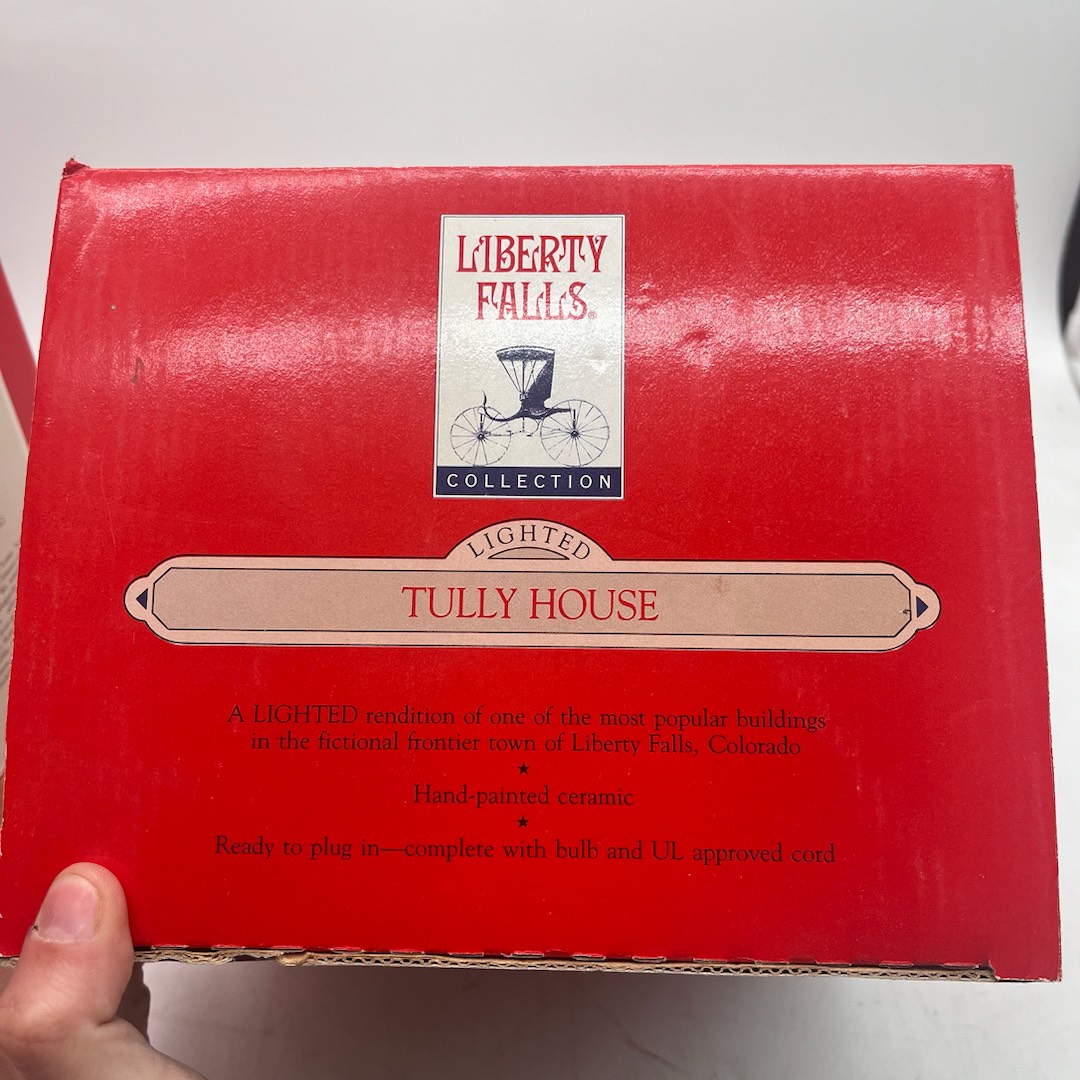 LIBERTY
FALLS®
COLLECTION
LIGHTED
TULLY HOUSE
A LIGHTED rendition of one of the most popular buildings
in the fictional frontier town of Liberty Falls, Colorado
★
Hand-painted ceramic
★
Ready to plug in—complete with bulb and UL approved cord